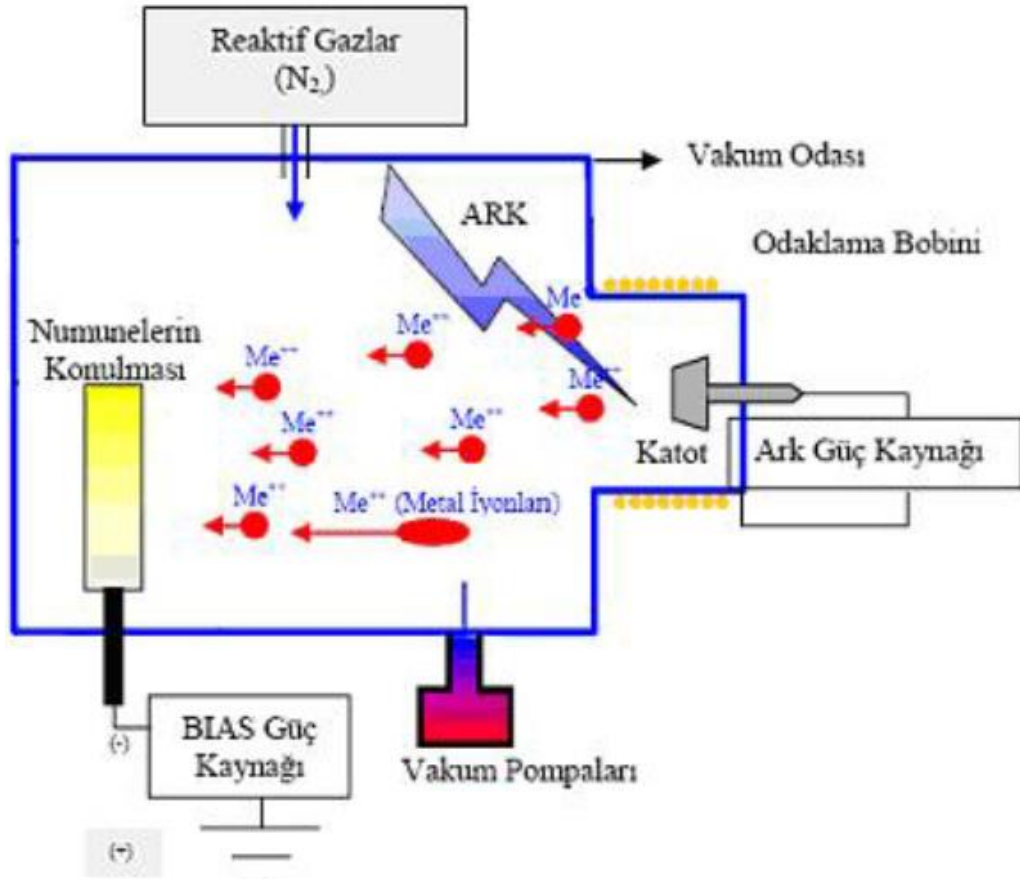 Reaktif Gazlar
(N₂)
Vakum Odası
ARK
Odaklama Bobini
Me
Numunelerin
Konulması
Me⁺⁺
Me⁺⁺
Me⁺⁺
Me⁺⁺
Me⁺⁺
Katot
Ark Güç Kaynağı
Me⁺⁺
Me⁺⁺ (Metal İyonları)
(-)
BIAS Güç
Kaynağı
Vakum Pompaları